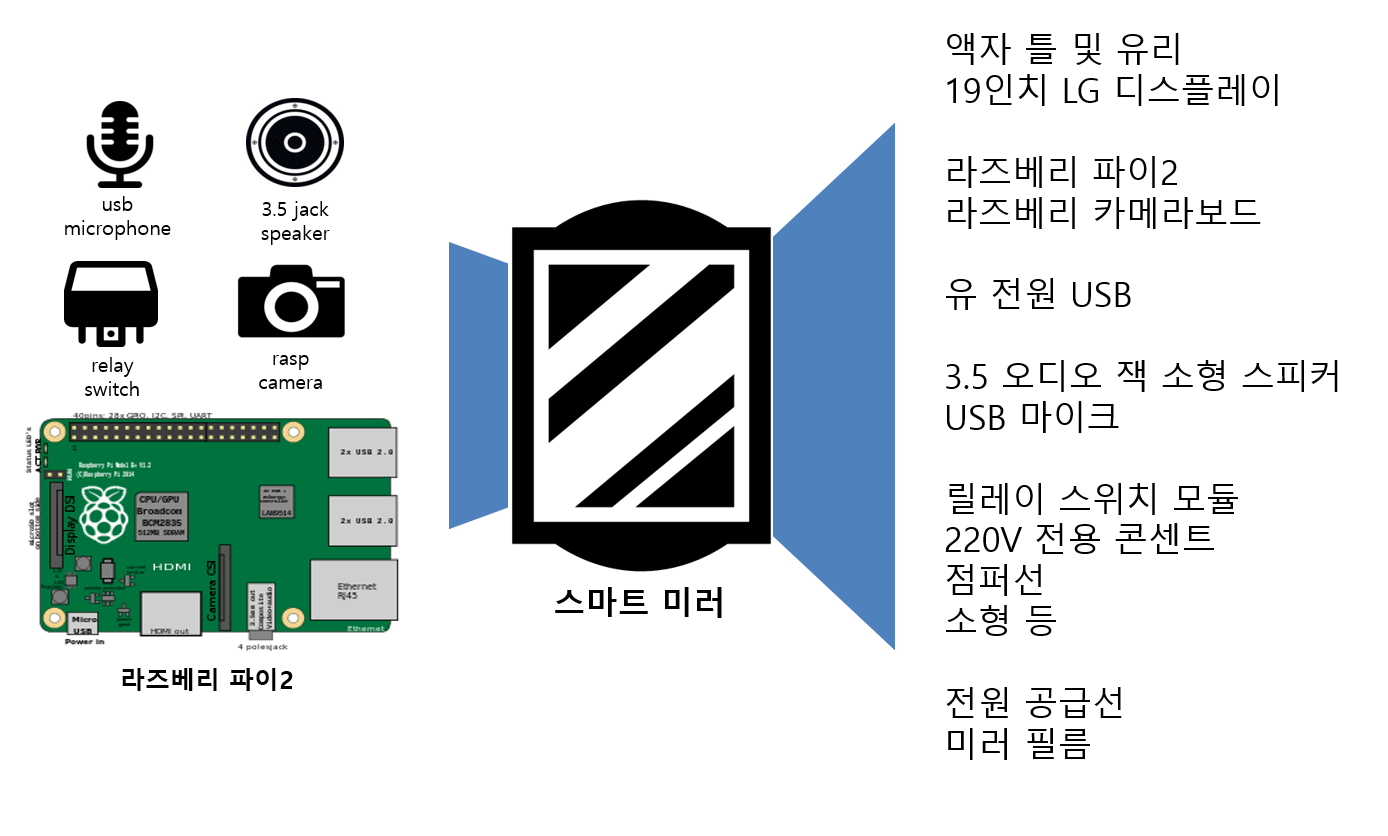 usb
microphone
3.5 jack
speaker
relay
switch
rasp
camera
40pins: 28x GPIO, I2C, SPI, UART
Status LED's
ACT PWR
RUN
1
Raspberry Pi Model B+ V1.2
(C)Raspberry Pi 2014
2x USB 2.0
2x USB 2.0
microSD slot
on bottom side
Display DSI
CPU/GPU
Broadcom
BCM2835
512MB SDRAM
LAN9514
HDMI
Camera CSI
3.5mm out
Composite
Video+audio
Ethernet
RJ45
Micro
USB
Power in
HDMI out
Ethernet
4 polesjack
라즈베리 파이2
스마트 미러
액자 틀 및 유리
19인치 LG 디스플레이
라즈베리 파이2
라즈베리 카메라보드
유 전원 USB
3.5 오디오 잭 소형 스피커
USB 마이크
릴레이 스위치 모듈
220V 전용 콘센트
점퍼선
소형 등
전원 공급선
미러 필름